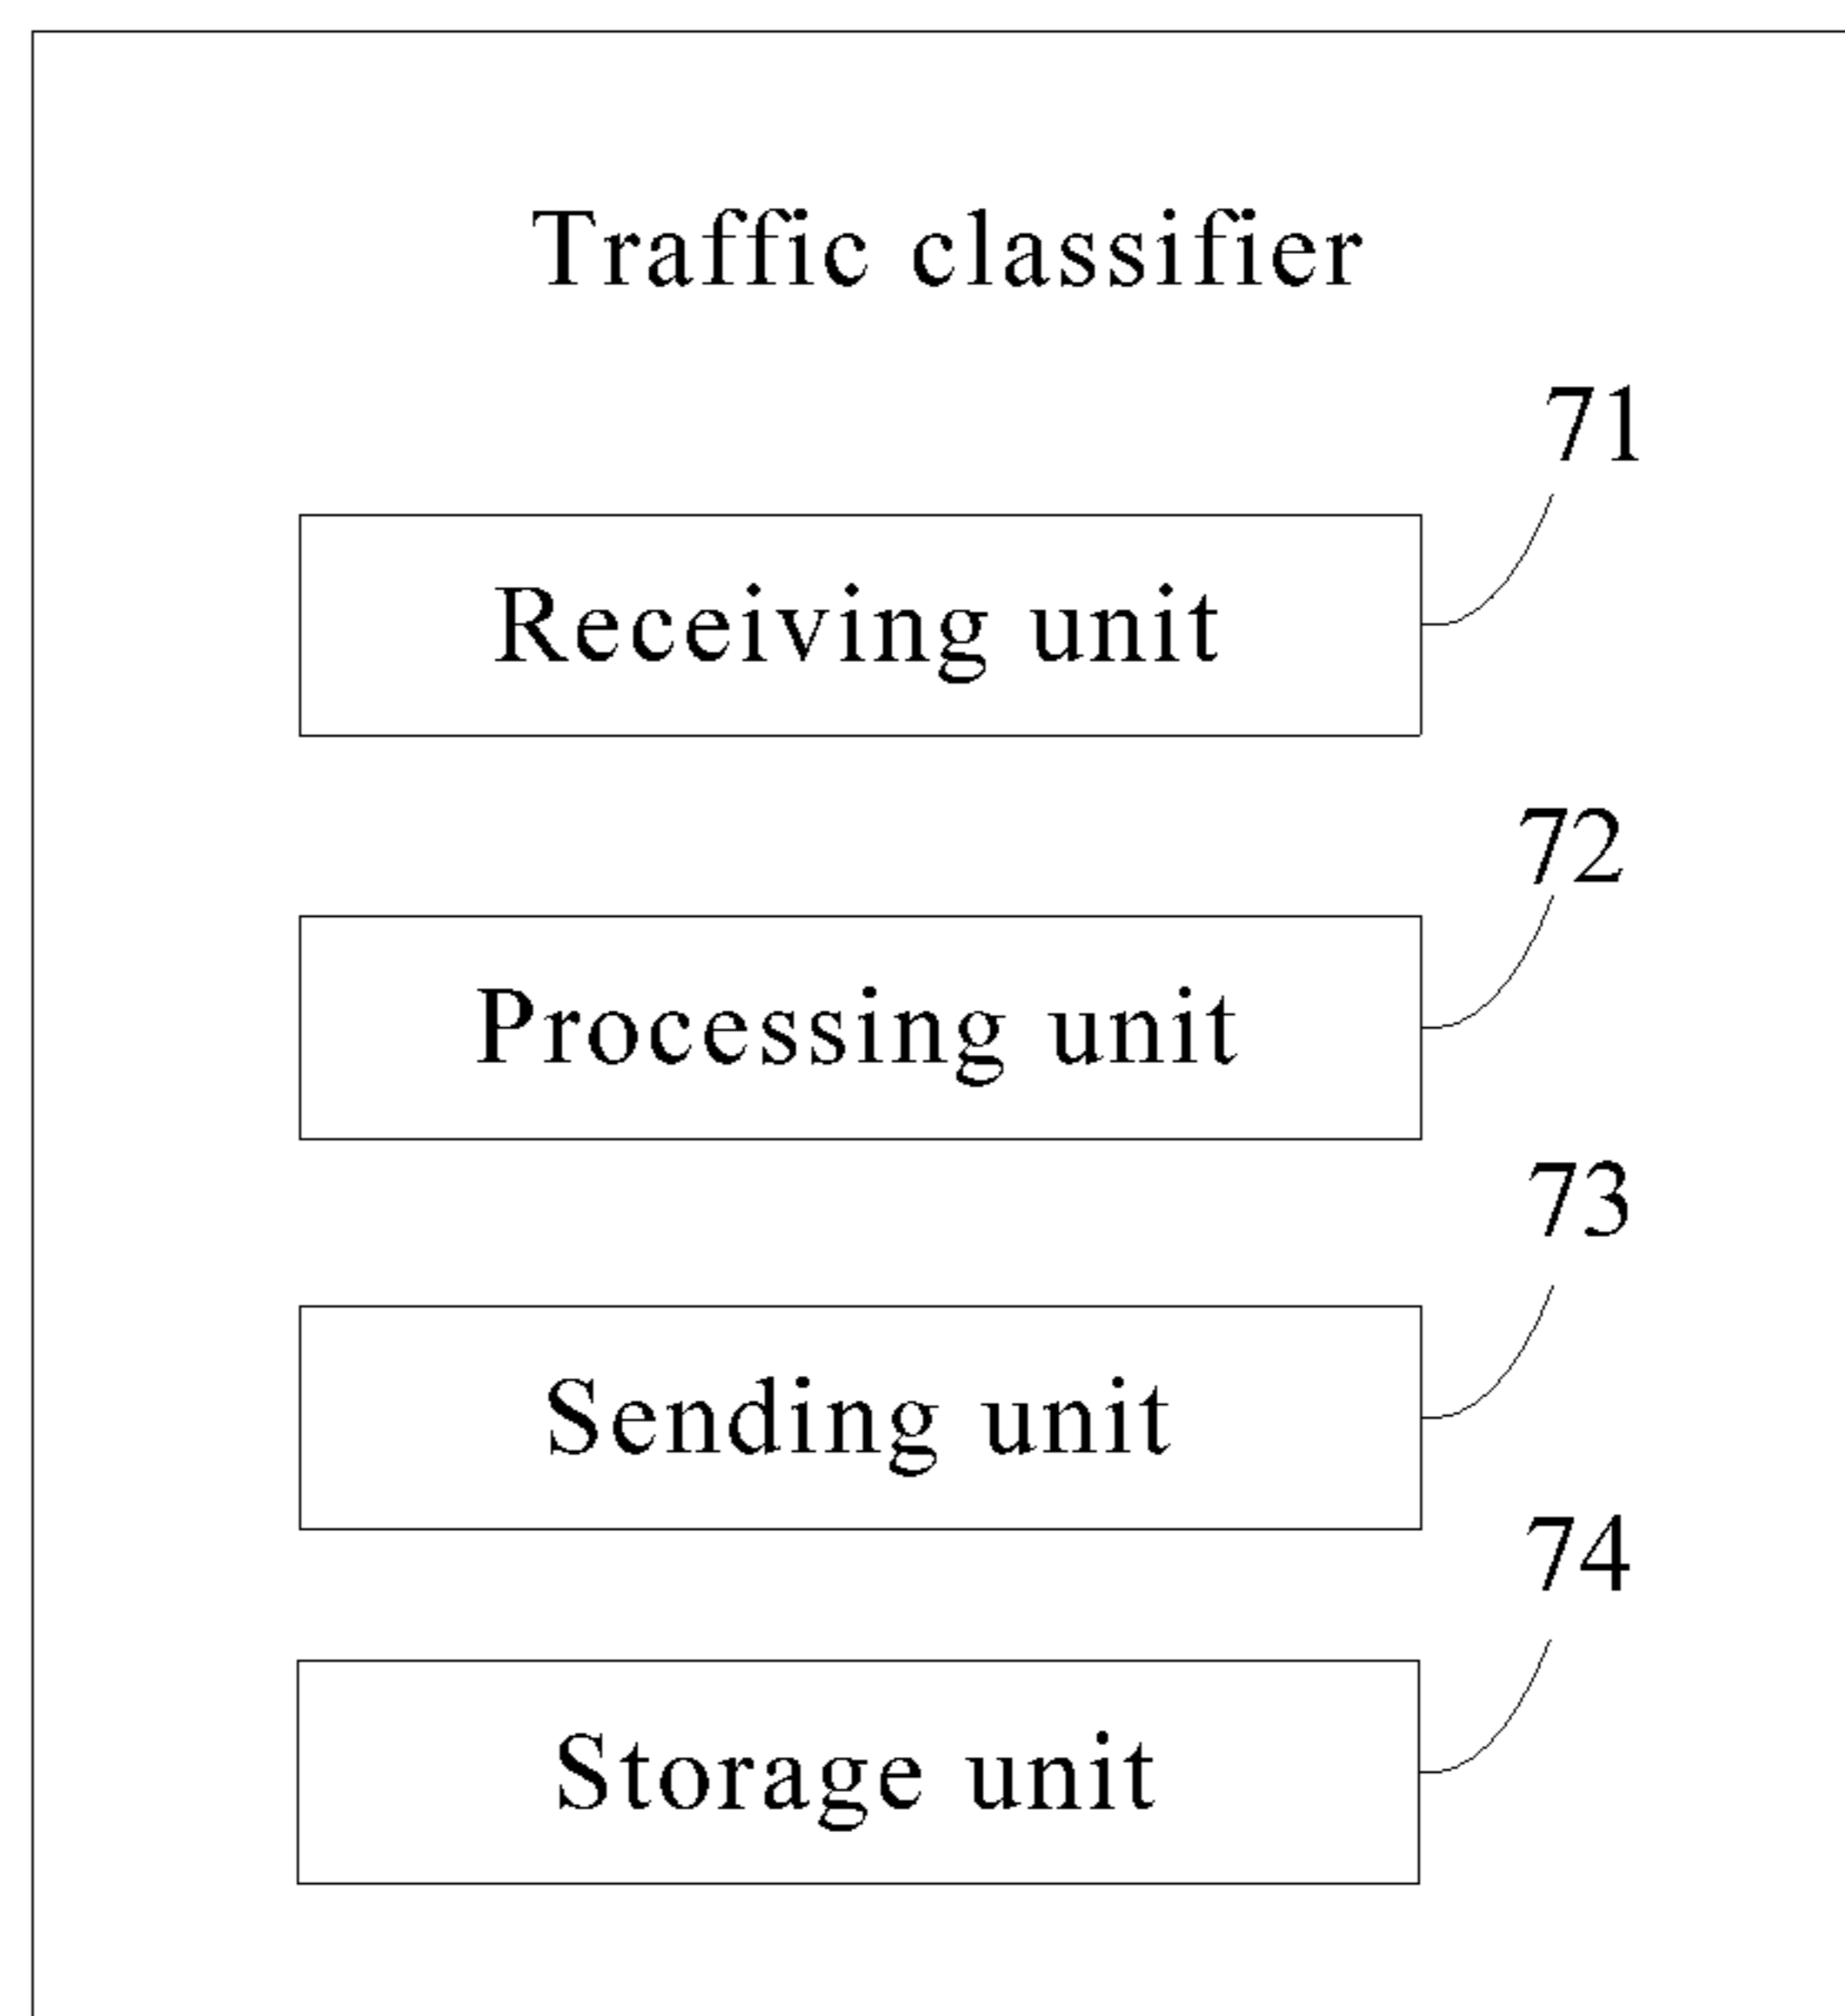 Traffic classifier
71
Receiving unit
72
Processing unit
73
Sending unit
74
Storage unit